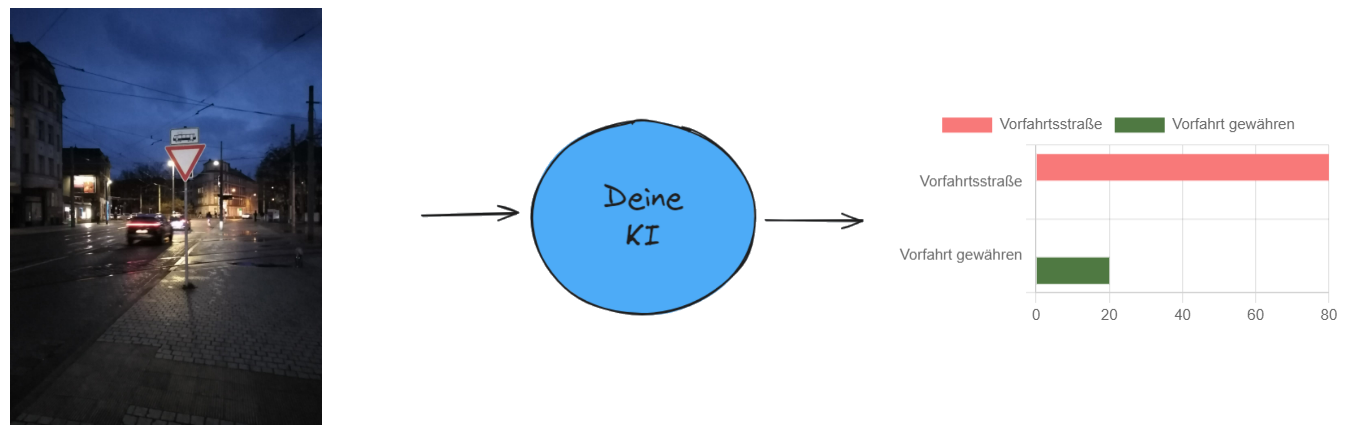 Deine
KI
Vorfahrtsstraße Vorfahrt gewähren
Vorfahrtsstraße
Vorfahrt gewähren
0 20 40 60 80